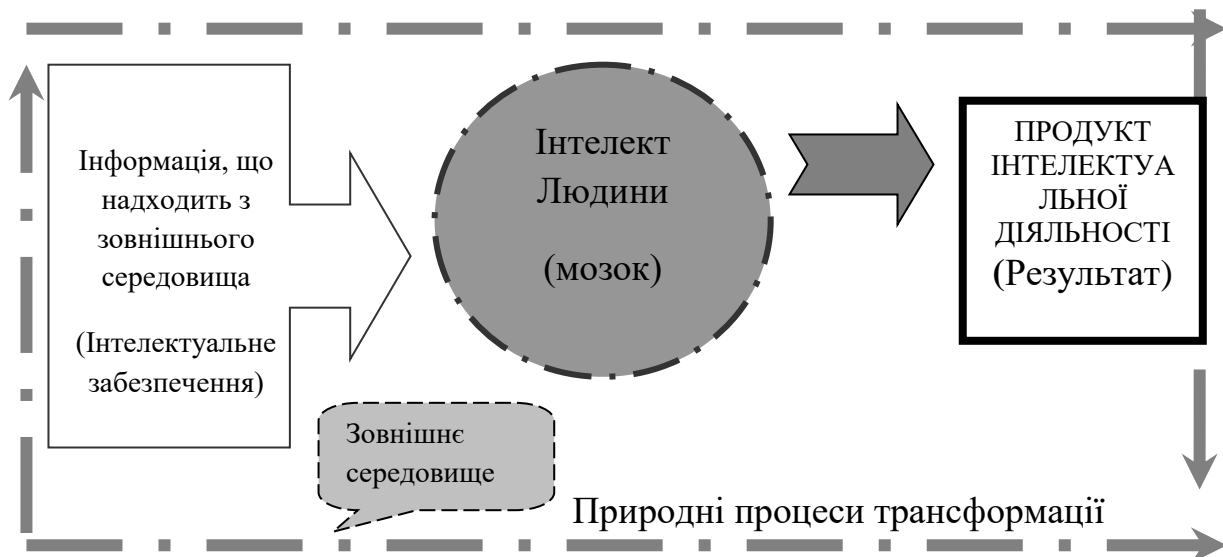 Інформація, що
надходить з
зовнішнього
середовища
(Інтелектуальне
забезпечення)
Інтелект
Людини
(мозок)
ПРОДУКТ
ІНТЕЛЕКТУА
ЛЬНОЇ
ДІЯЛЬНОСТІ
(Результат)
Зовнішнє
середовище
Природні процеси трансформації